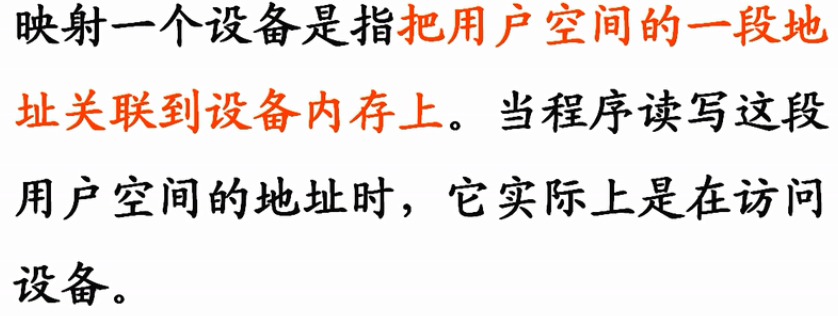 映射一个设备是指把用户空间的一段地
址关联到设备内存上。当程序读写这段
用户空间的地址时，它实际上是在访问
设备。